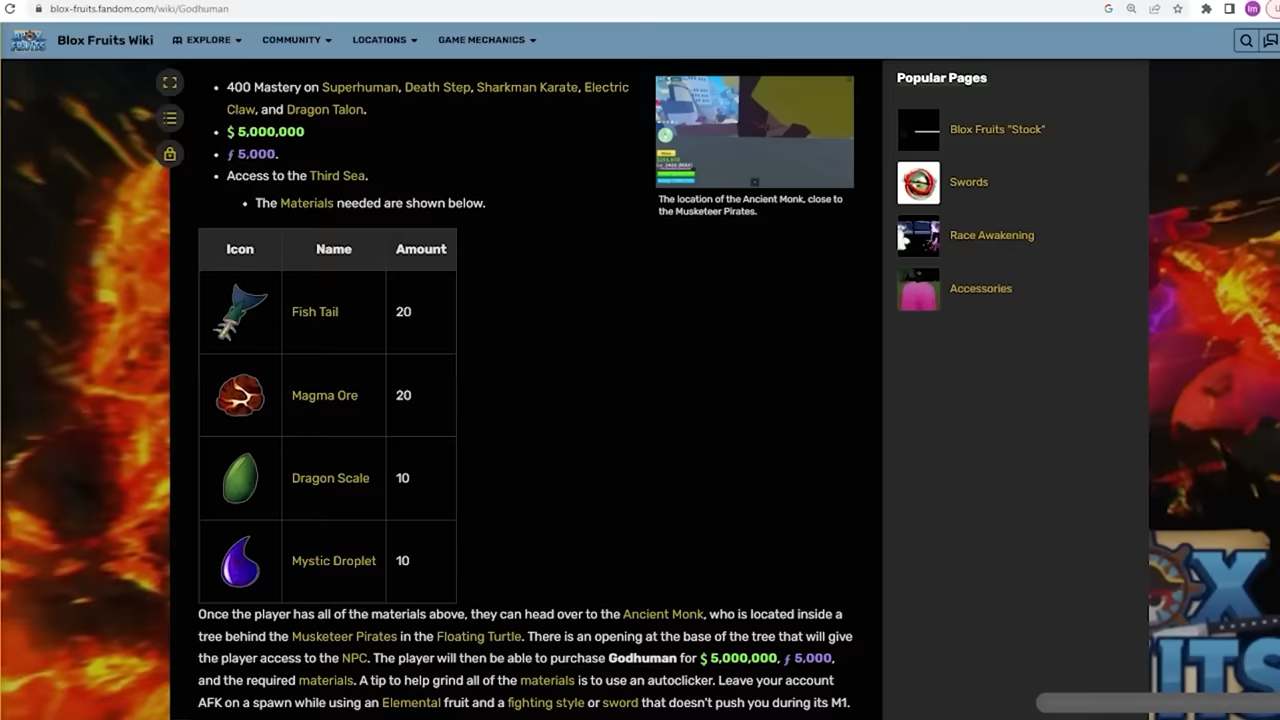 blox-fruits.fandom.com/wiki/Godhuman
Im
BLOX FRUITS
Blox Fruits Wiki
EXPLORE
COMMUNITY
LOCATIONS
GAME MECHANICS
400 Mastery on Superhuman, Death Step, Sharkman Karate, Electric
Claw, and Dragon Talon.
$ 5,000,000
ƒ 5,000.
Access to the Third Sea.
The Materials needed are shown below.
The location of the Ancient Monk, close to
the Musketeer Pirates.
Icon Name Amount
Fish Tail 20
Magma Ore 20
Dragon Scale 10
Mystic Droplet 10
Once the player has all of the materials above, they can head over to the Ancient Monk, who is located inside a
tree behind the Musketeer Pirates in the Floating Turtle. There is an opening at the base of the tree that will give
the player access to the NPC. The player will then be able to purchase Godhuman for $ 5,000,000, ƒ 5,000,
and the required materials. A tip to help grind all of the materials is to use an autoclicker. Leave your account
AFK on a spawn while using an Elemental fruit and a fighting style or sword that doesn't push you during its M1.
Popular Pages
Blox Fruits "Stock"
Swords
Race Awakening
Accessories